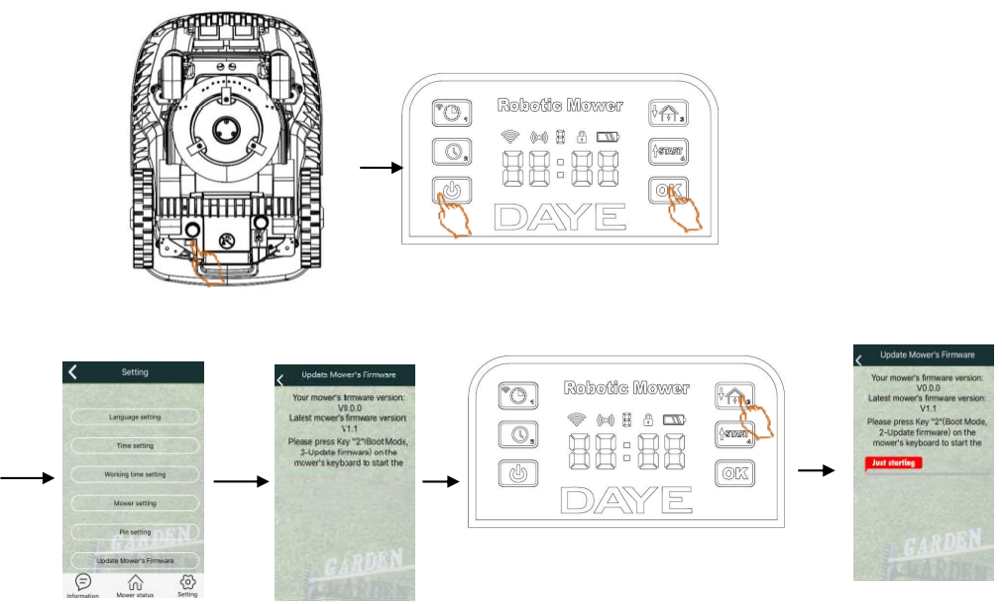 Robotic Mower
1
3
2
START
4
OK
88:88
DAYE
Setting
Language setting
Time setting
Working time setting
Mower setting
Pin setting
Update Mower's Firmware
Information
Mower status
Setting
GARDEN
Update Mower's Firmware
Your mower's firmware version:
V0.0.0
Latest mower's firmware version:
V1.1
Please press Key "2"(Boot Mode,
2-Update firmware) on the
mower's keyboard to start the
GARDEN
Robotic Mower
1
3
START
4
88:88
OK
DAYE
Update Mower's Firmware
Your mower's firmware version:
V0.0.0
Latest mower's firmware version:
V1.1
Please press Key "2"(Boot Mode,
2-Update firmware) on the
mower's keyboard to start the
Just starting
GARDEN